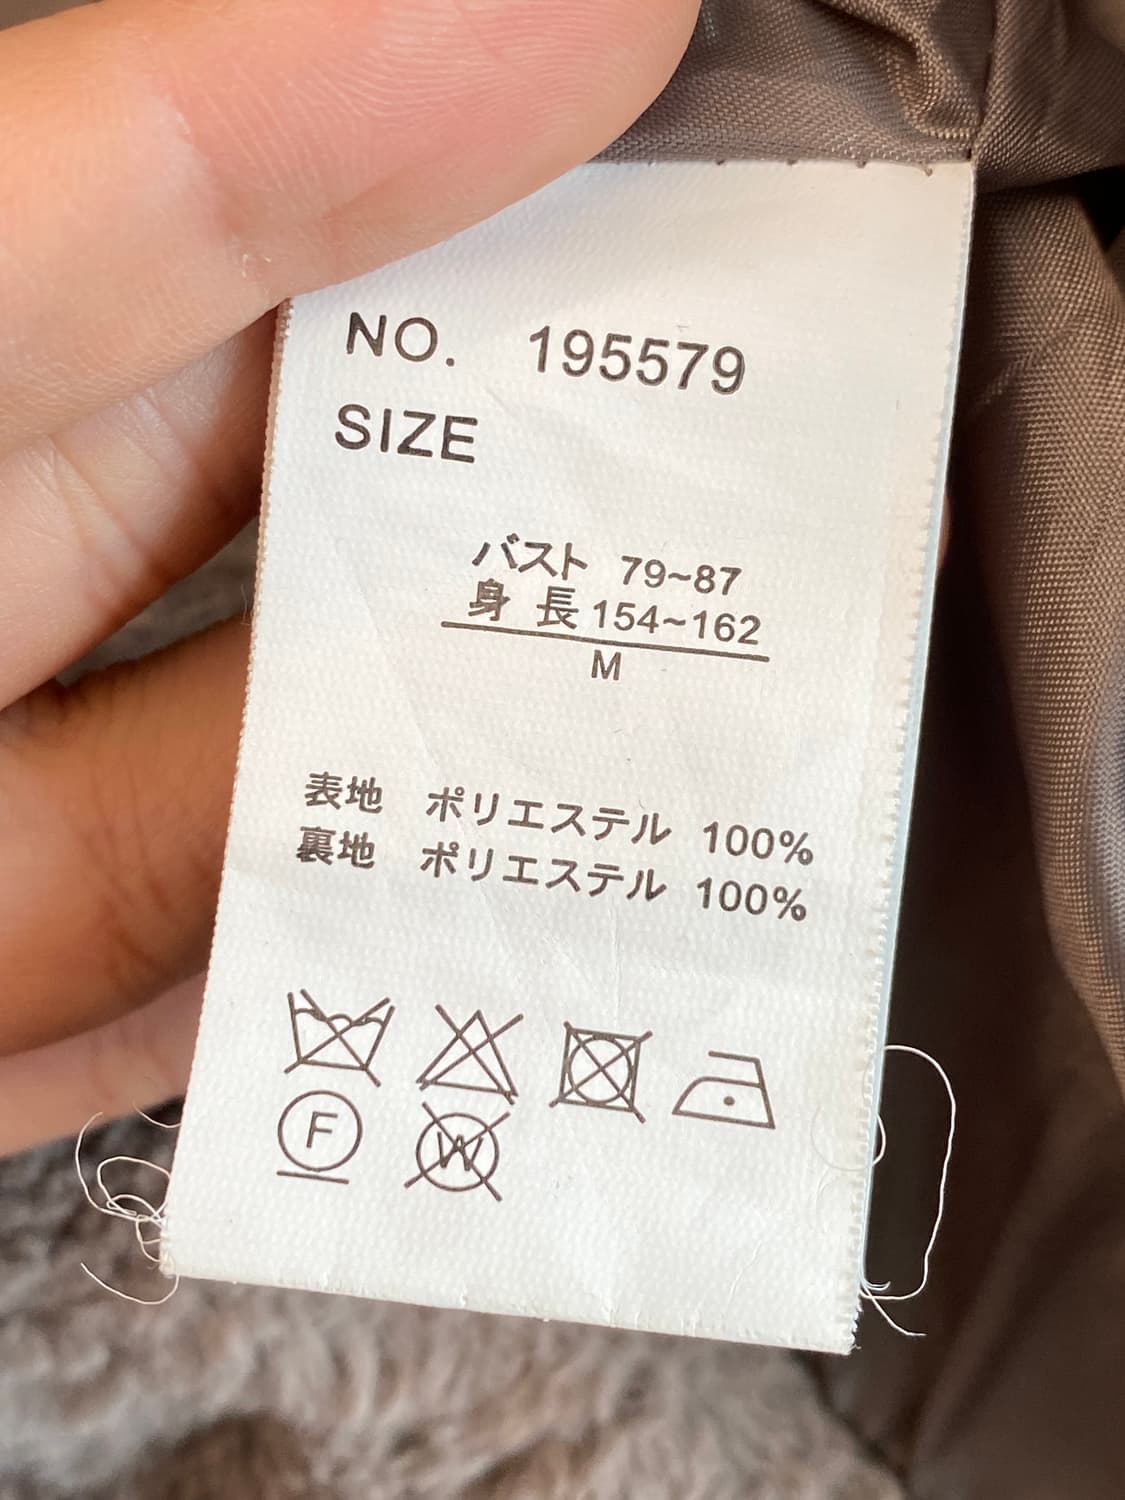 NO. 195579
SIZE
バスト 79~87
身 長 154~162
M
表地 ポリエステル 100%
裏地 ポリエステル 100%
F
W